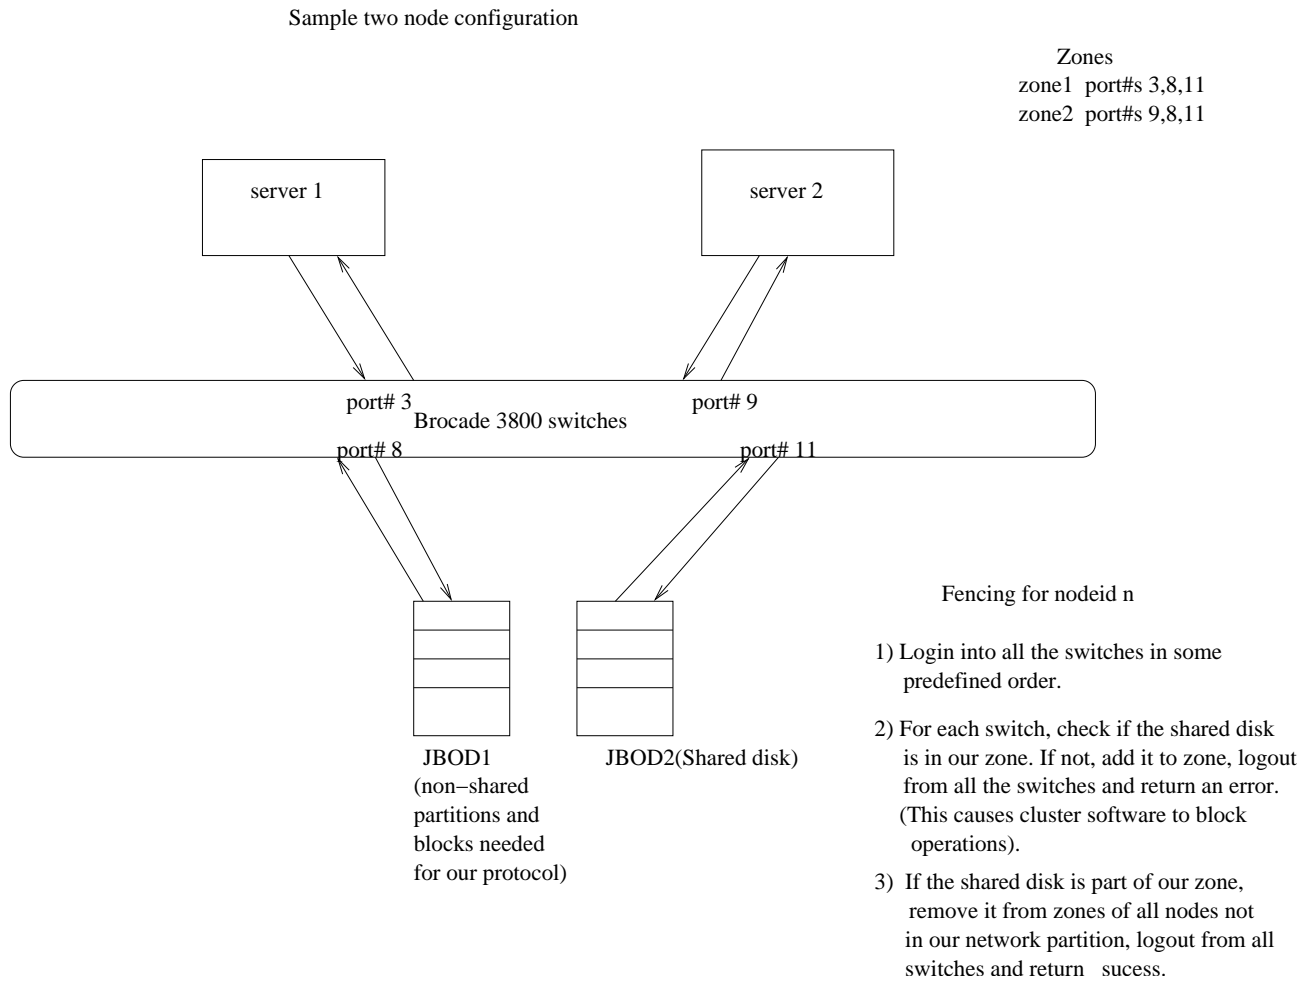 Sample two node configuration
Zones
zone1 port#s 3,8,11
zone2 port#s 9,8,11
server 1
server 2
port# 3
port# 9
Brocade 3800 switches
port# 8
port# 11
JBOD1
(non−shared
partitions and
blocks needed
for our protocol)
JBOD2(Shared disk)
Fencing for nodeid n
1) Login into all the switches in some
predefined order.
2) For each switch, check if the shared disk
is in our zone. If not, add it to zone, logout
from all the switches and return an error.
(This causes cluster software to block
operations).
3) If the shared disk is part of our zone,
remove it from zones of all nodes not
in our network partition, logout from all
switches and return sucess.